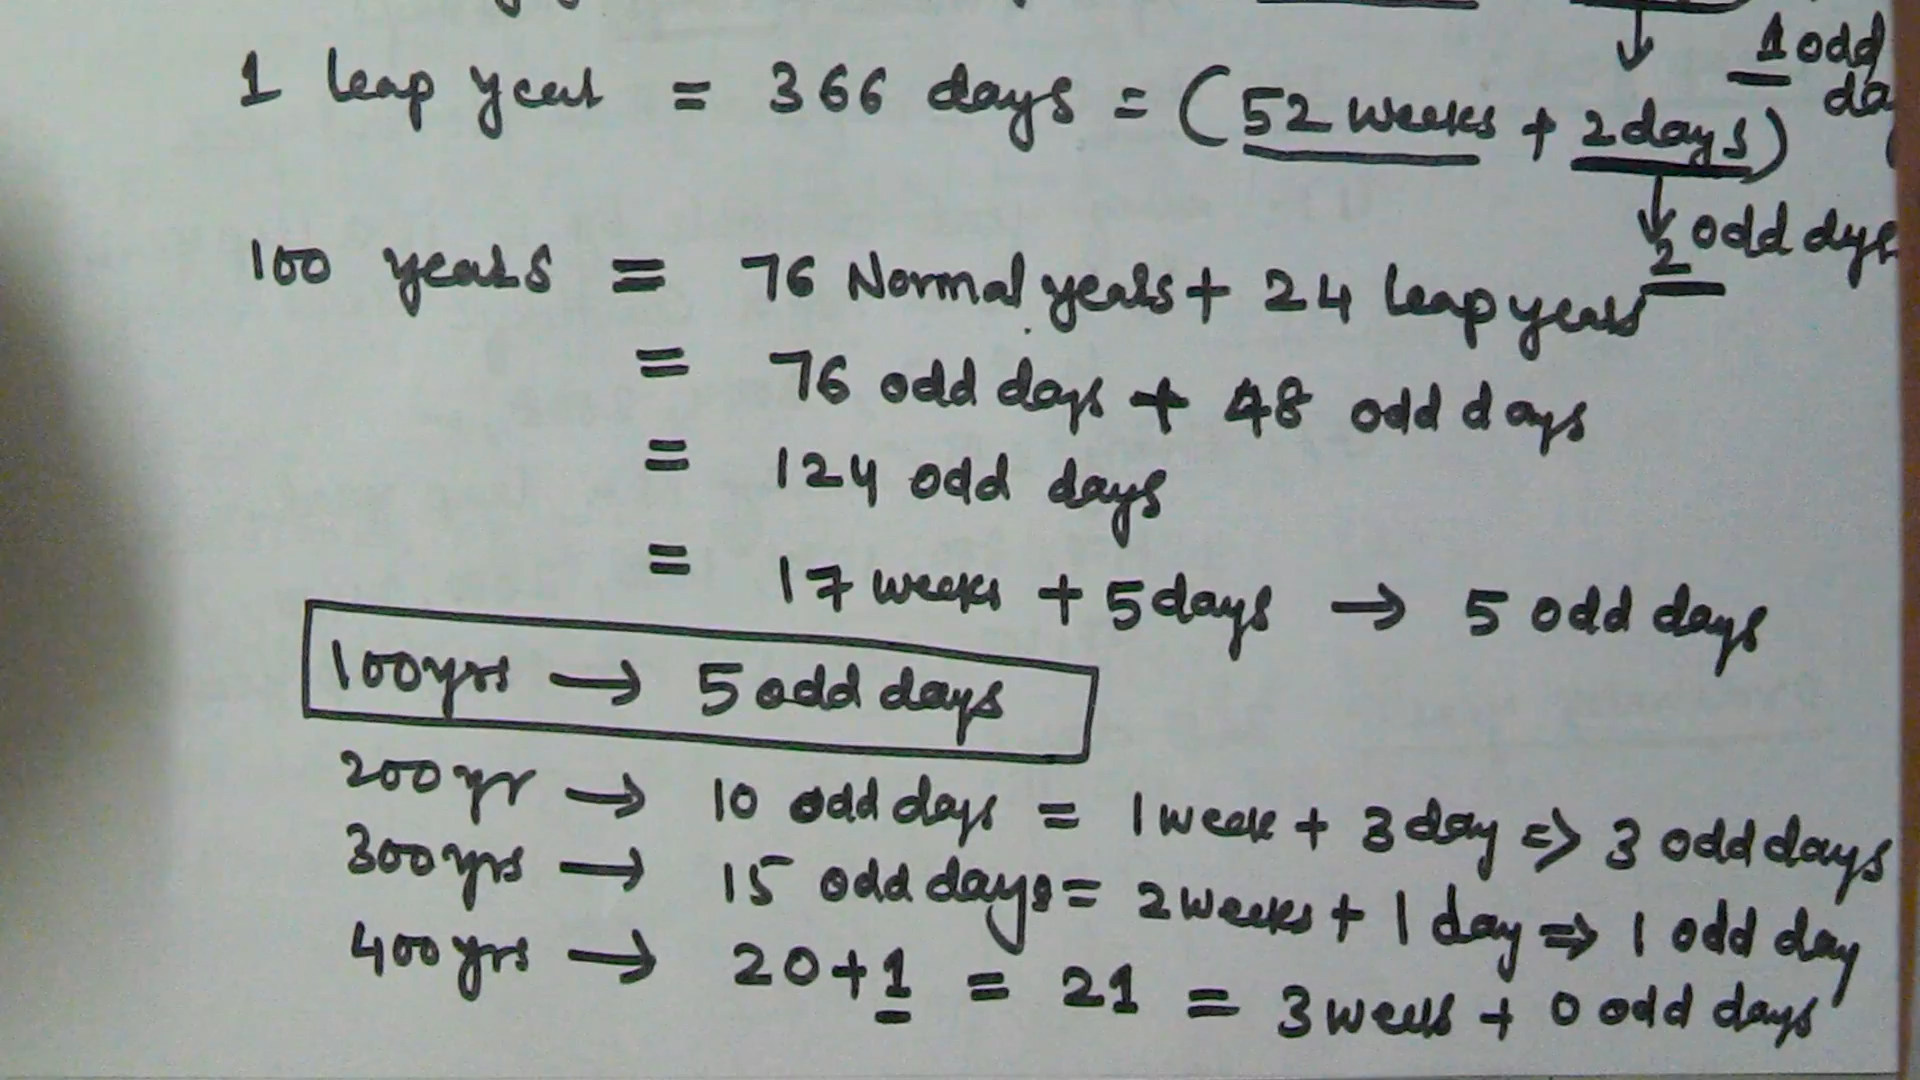 1 odd
1 leap year = 366 days = (52 weeks + 2 days)
2 odd dys
100 years = 76 Normal years + 24 leap years
= 76 odd days + 48 odd days
= 124 odd days
= 17 weeks + 5 days → 5 odd days
100yrs → 5 odd days
200 yr → 10 odd days = 1 week + 3 day ⇒ 3 odd days
300 yrs → 15 odd days = 2 weeks + 1 day ⇒ 1 odd day
400 yrs → 20+1 = 21 = 3 weeks + 0 odd days